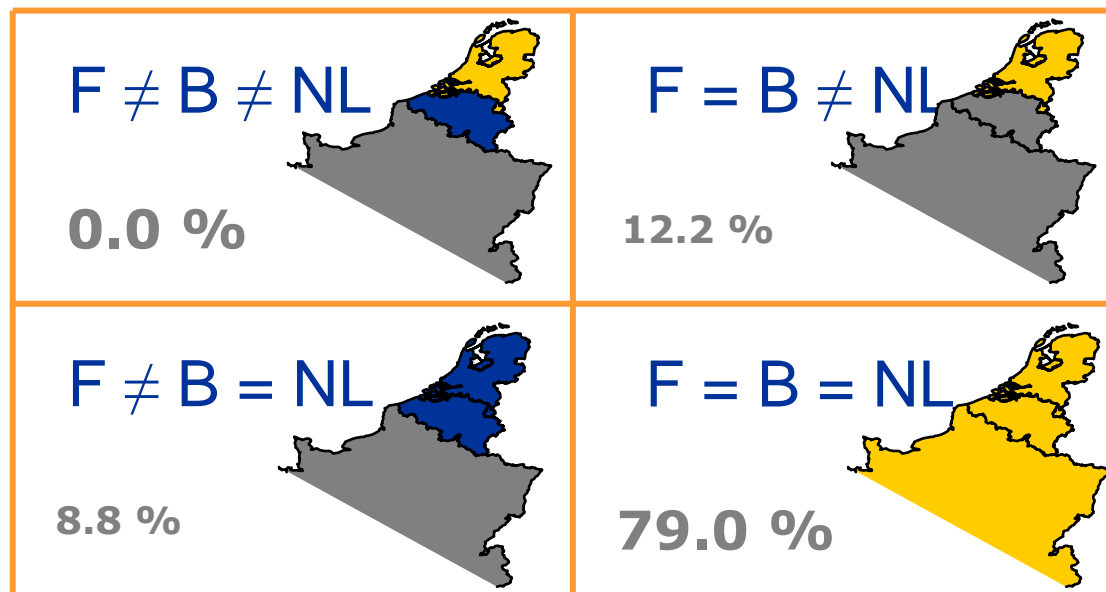 F ≠ B ≠ NL
0.0 %
F = B ≠ NL
12.2 %
F ≠ B = NL
8.8 %
F = B = NL
79.0 %